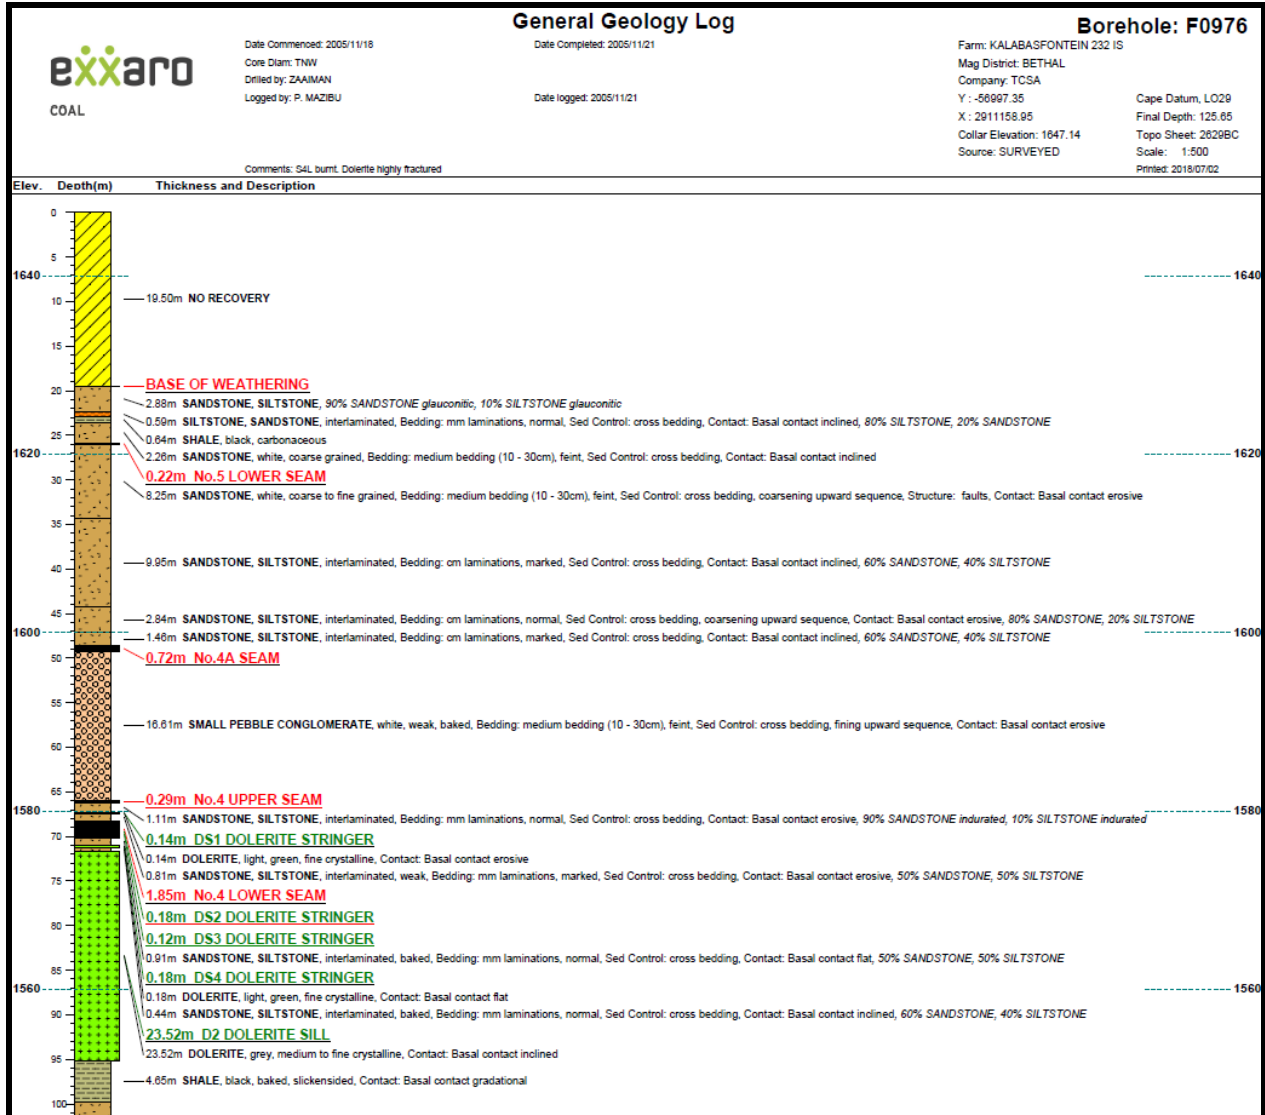 General Geology Log
Borehole: F0976
exxaro
COAL
Date Commenced: 2005/11/18
Date Completed: 2005/11/21
Core Diam: TNW
Drilled by: ZAAIMAN
Logged by: P. MAZIBU
Date logged: 2005/11/21
Comments: S4L burnt. Dolerite highly fractured
Farm: KALABASFONTEIN 232 IS
Mag District: BETHAL
Company: TCSA
Y : -56997.35
Cape Datum, LO29
X : 2911158.95
Final Depth: 125.65
Collar Elevation: 1647.14
Topo Sheet: 2629BC
Source: SURVEYED
Scale: 1:500
Printed: 2018/07/02
Elev. Depth(m) Thickness and Description
0
5
1640 1640
10
19.50m NO RECOVERY
15
BASE OF WEATHERING
20
2.88m SANDSTONE, SILTSTONE, 90% SANDSTONE glauconitic, 10% SILTSTONE glauconitic
0.59m SILTSTONE, SANDSTONE, interlaminated, Bedding: mm laminations, normal, Sed Control: cross bedding, Contact: Basal contact inclined, 80% SILTSTONE, 20% SANDSTONE
25
0.64m SHALE, black, carbonaceous
1620 1620
2.26m SANDSTONE, white, coarse grained, Bedding: medium bedding (10 - 30cm), feint, Sed Control: cross bedding, Contact: Basal contact inclined
0.22m No.5 LOWER SEAM
30
8.25m SANDSTONE, white, coarse to fine grained, Bedding: medium bedding (10 - 30cm), feint, Sed Control: cross bedding, coarsening upward sequence, Structure: faults, Contact: Basal contact erosive
35
9.95m SANDSTONE, SILTSTONE, interlaminated, Bedding: cm laminations, marked, Sed Control: cross bedding, Contact: Basal contact inclined, 60% SANDSTONE, 40% SILTSTONE
40
45
2.84m SANDSTONE, SILTSTONE, interlaminated, Bedding: cm laminations, normal, Sed Control: cross bedding, coarsening upward sequence, Contact: Basal contact erosive, 80% SANDSTONE, 20% SILTSTONE
1600 1600
1.46m SANDSTONE, SILTSTONE, interlaminated, Bedding: cm laminations, marked, Sed Control: cross bedding, Contact: Basal contact inclined, 60% SANDSTONE, 40% SILTSTONE
50
0.72m No.4A SEAM
55
16.61m SMALL PEBBLE CONGLOMERATE, white, weak, baked, Bedding: medium bedding (10 - 30cm), feint, Sed Control: cross bedding, fining upward sequence, Contact: Basal contact erosive
60
65
0.29m No.4 UPPER SEAM
1580 1580
1.11m SANDSTONE, SILTSTONE, interlaminated, Bedding: mm laminations, normal, Sed Control: cross bedding, Contact: Basal contact erosive, 90% SANDSTONE indurated, 10% SILTSTONE indurated
70
0.14m DS1 DOLERITE STRINGER
0.14m DOLERITE, light, green, fine crystalline, Contact: Basal contact erosive
0.81m SANDSTONE, SILTSTONE, interlaminated, weak, Bedding: mm laminations, marked, Sed Control: cross bedding, Contact: Basal contact erosive, 50% SANDSTONE, 50% SILTSTONE
75
1.85m No.4 LOWER SEAM
0.18m DS2 DOLERITE STRINGER
80
0.12m DS3 DOLERITE STRINGER
0.91m SANDSTONE, SILTSTONE, interlaminated, baked, Bedding: mm laminations, normal, Sed Control: cross bedding, Contact: Basal contact flat, 50% SANDSTONE, 50% SILTSTONE
85
0.18m DS4 DOLERITE STRINGER
1560 1560
0.18m DOLERITE, light, green, fine crystalline, Contact: Basal contact flat
90
0.44m SANDSTONE, SILTSTONE, interlaminated, baked, Bedding: mm laminations, normal, Sed Control: cross bedding, Contact: Basal contact inclined, 60% SANDSTONE, 40% SILTSTONE
23.52m D2 DOLERITE SILL
95
23.52m DOLERITE, grey, medium to fine crystalline, Contact: Basal contact inclined
4.65m SHALE, black, baked, slickensided, Contact: Basal contact gradational
100